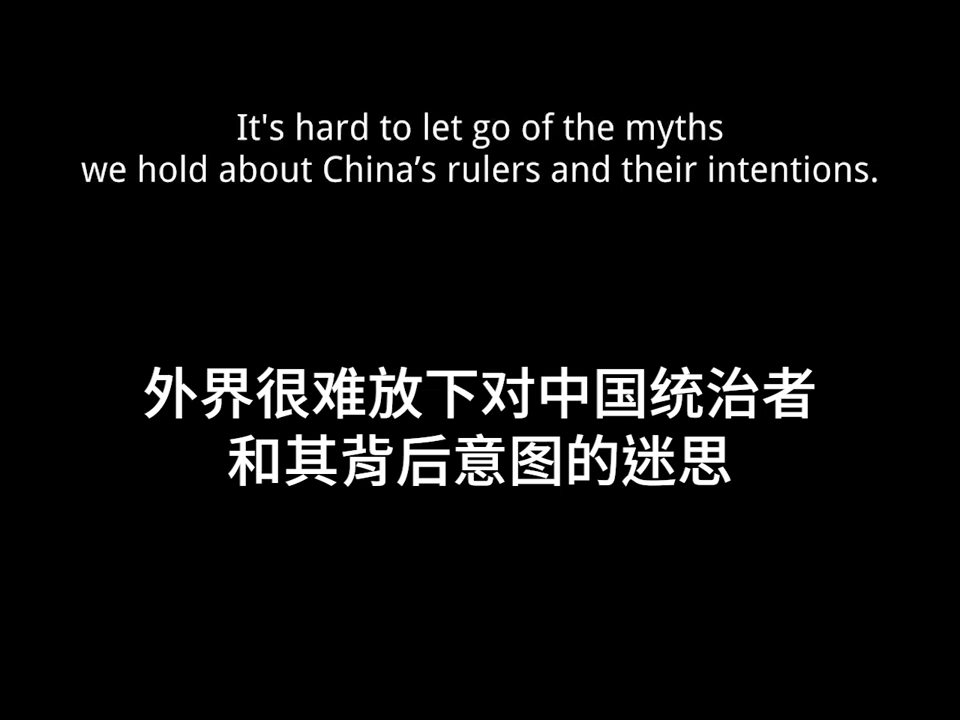 It's hard to let go of the myths
we hold about China’s rulers and their intentions.
外界很难放下对中国统治者
和其背后意图的迷思